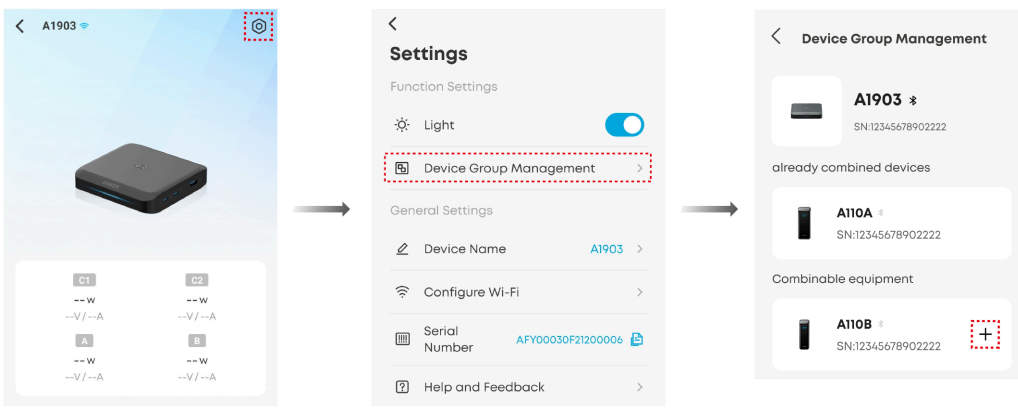 A1903
C1
C2
-- W
-- W
--V / --A
--V / --A
A
B
-- W
-- W
--V / --A
--V / --A
Settings
Function Settings
Light
Device Group Management
General Settings
Device Name A1903
Configure Wi-Fi
Serial
Number AFY00030F21200006
Help and Feedback
Device Group Management
A1903
SN:12345678902222
already combined devices
A110A
SN:12345678902222
Combinable equipment
A110B
SN:12345678902222